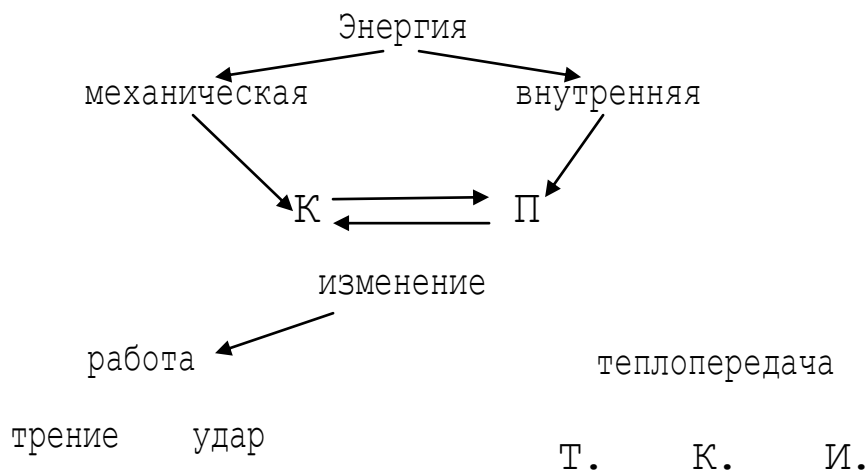 Энергия
механическая внутренняя
К П
изменение
работа теплопередача
трение удар Т. К. И.